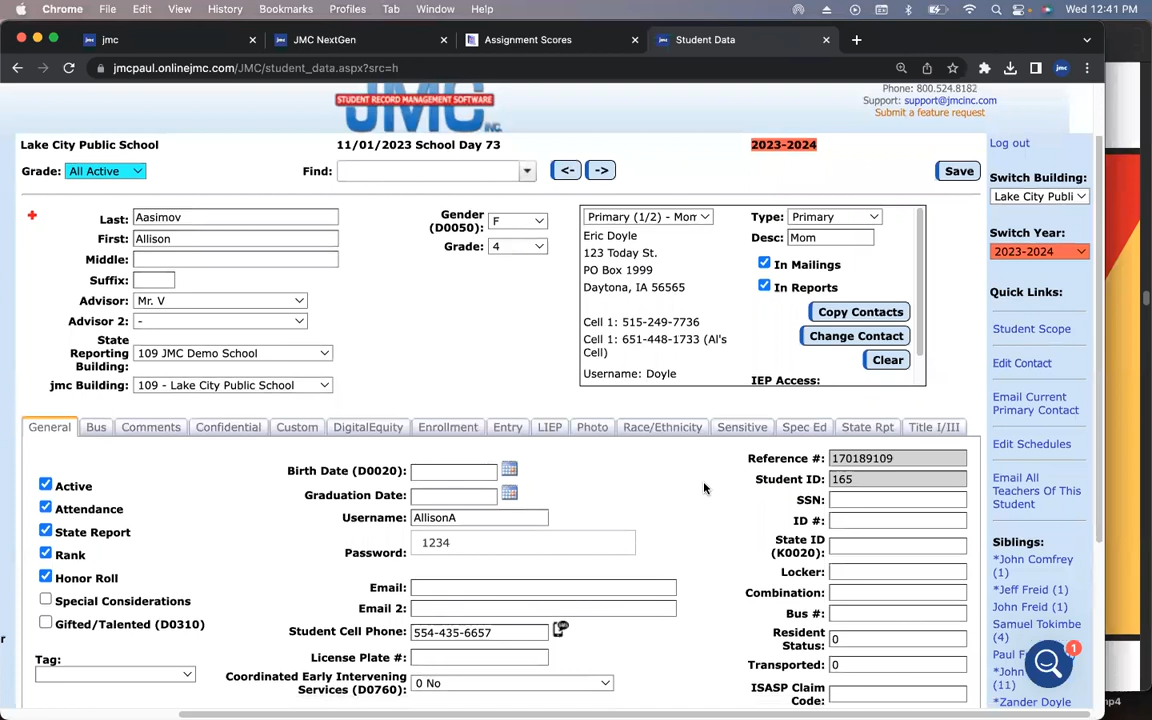 Chrome File Edit View History Bookmarks Profiles Tab Window Help Wed 12:41 PM
jmc JMC NextGen Assignment Scores Student Data
jmcpaul.onlinejmc.com/JMC/student_data.aspx?src=h jmc
JMC
STUDENT RECORD MANAGEMENT SOFTWARE
INC.
Phone: 800.524.8182
Support: support@jmcinc.com
Submit a feature request
Lake City Public School 11/01/2023 School Day 73 2023-2024
Grade: All Active Find: <- -> Save
Last: Aasimov
First: Allison
Middle:
Suffix:
Advisor: Mr. V
Advisor 2: -
State
Reporting
Building: 109 JMC Demo School
jmc Building: 109 - Lake City Public School
Gender
(D0050): F
Grade: 4
Primary (1/2) - Mom
Eric Doyle
123 Today St.
PO Box 1999
Daytona, IA 56565
Cell 1: 515-249-7736
Cell 1: 651-448-1733 (Al's
Cell)
Username: Doyle
Type: Primary
Desc: Mom
In Mailings
In Reports
Copy Contacts
Change Contact
Clear
IEP Access:
General Bus Comments Confidential Custom DigitalEquity Enrollment Entry LIEP Photo Race/Ethnicity Sensitive Spec Ed State Rpt Title I/III
Active
Attendance
State Report
Rank
Honor Roll
Special Considerations
Gifted/Talented (D0310)
Tag:
Birth Date (D0020):
Graduation Date:
Username: AllisonA
Password: 1234
Email:
Email 2:
Student Cell Phone: 554-435-6657
License Plate #:
Coordinated Early Intervening
Services (D0760): 0 No
Reference #: 170189109
Student ID: 165
SSN:
ID #:
State ID
(K0020):
Locker:
Combination:
Bus #:
Resident
Status: 0
Transported: 0
ISASP Claim
Code:
Log out
Switch Building:
Lake City Publi
Switch Year:
2023-2024
Quick Links:
Student Scope
Edit Contact
Email Current
Primary Contact
Edit Schedules
Email All
Teachers Of This
Student
Siblings:
*John Comfrey
(1)
*Jeff Freid (1)
John Freid (1)
Samuel Tokimbe
(4)
Paul
*John
(11)
*Zander Doyle
1
mp4